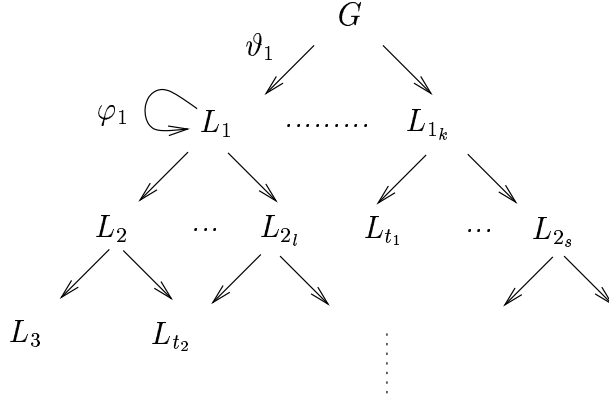 G
ϑ₁
φ₁ L₁ ......... L₁ₖ
L₂ ... L₂ₗ Lₜ₁ ... L₂ₛ
L₃ Lₜ₂